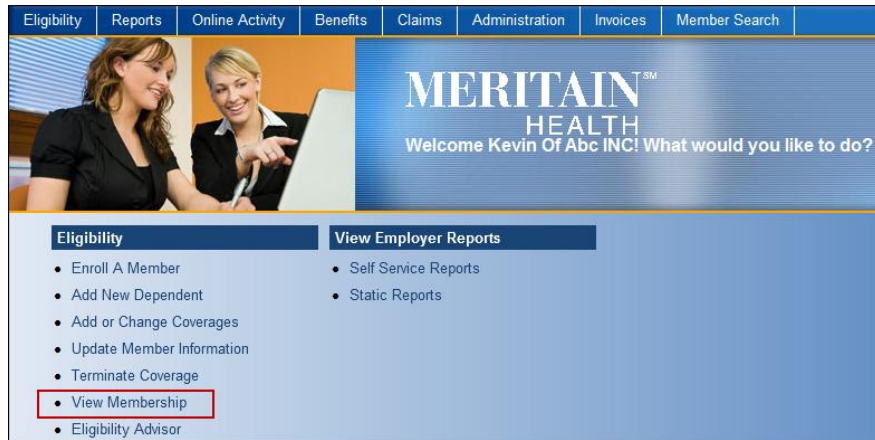 Eligibility Reports Online Activity Benefits Claims Administration Invoices Member Search
MERITAIN SM
HEALTH
Welcome Kevin Of Abc INC! What would you like to do?
Eligibility
Enroll A Member
Add New Dependent
Add or Change Coverages
Update Member Information
Terminate Coverage
View Membership
Eligibility Advisor
View Employer Reports
Self Service Reports
Static Reports